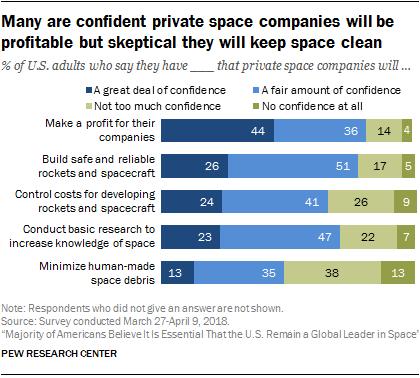 Many are confident private space companies will be
profitable but skeptical they will keep space clean
% of U.S. adults who say they have ___ that private space companies will ...
A great deal of confidence A fair amount of confidence
Not too much confidence No confidence at all
Make a profit for their
companies
44 36 14 4
Build safe and reliable
rockets and spacecraft
26 51 17 5
Control costs for developing
rockets and spacecraft
24 41 26 9
Conduct basic research to
increase knowledge of space
23 47 22 7
Minimize human-made
space debris
13 35 38 13
Note: Respondents who did not give an answer are not shown.
Source: Survey conducted March 27-April 9, 2018.
“Majority of Americans Believe It Is Essential That the U.S. Remain a Global Leader in Space”
PEW RESEARCH CENTER